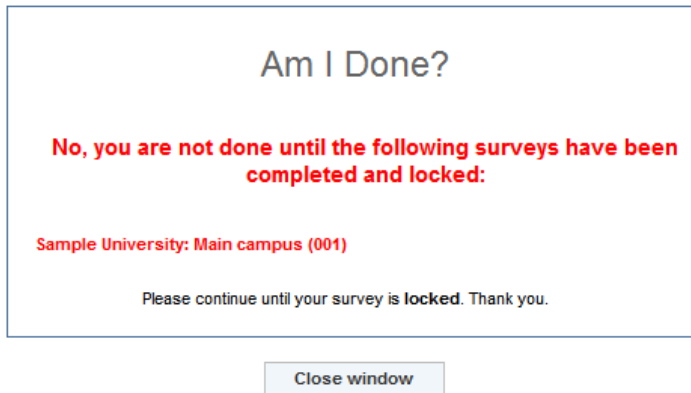 Am I Done?
No, you are not done until the following surveys have been
completed and locked:
Sample University: Main campus (001)
Please continue until your survey is locked. Thank you.
Close window